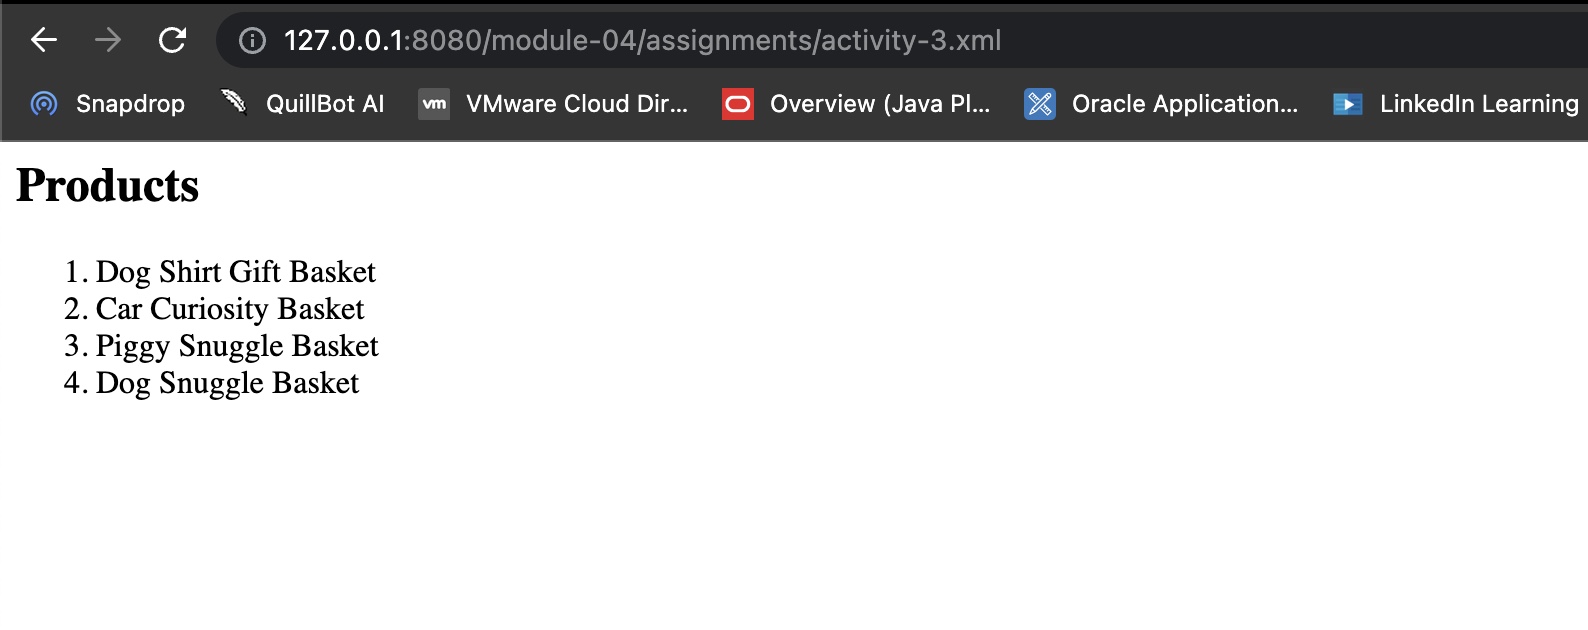 127.0.0.1:8080/module-04/assignments/activity-3.xml
Snapdrop QuillBot AI vm VMware Cloud Dir... Overview (Java Pl... Oracle Application... LinkedIn Learning
Products
1. Dog Shirt Gift Basket
2. Car Curiosity Basket
3. Piggy Snuggle Basket
4. Dog Snuggle Basket